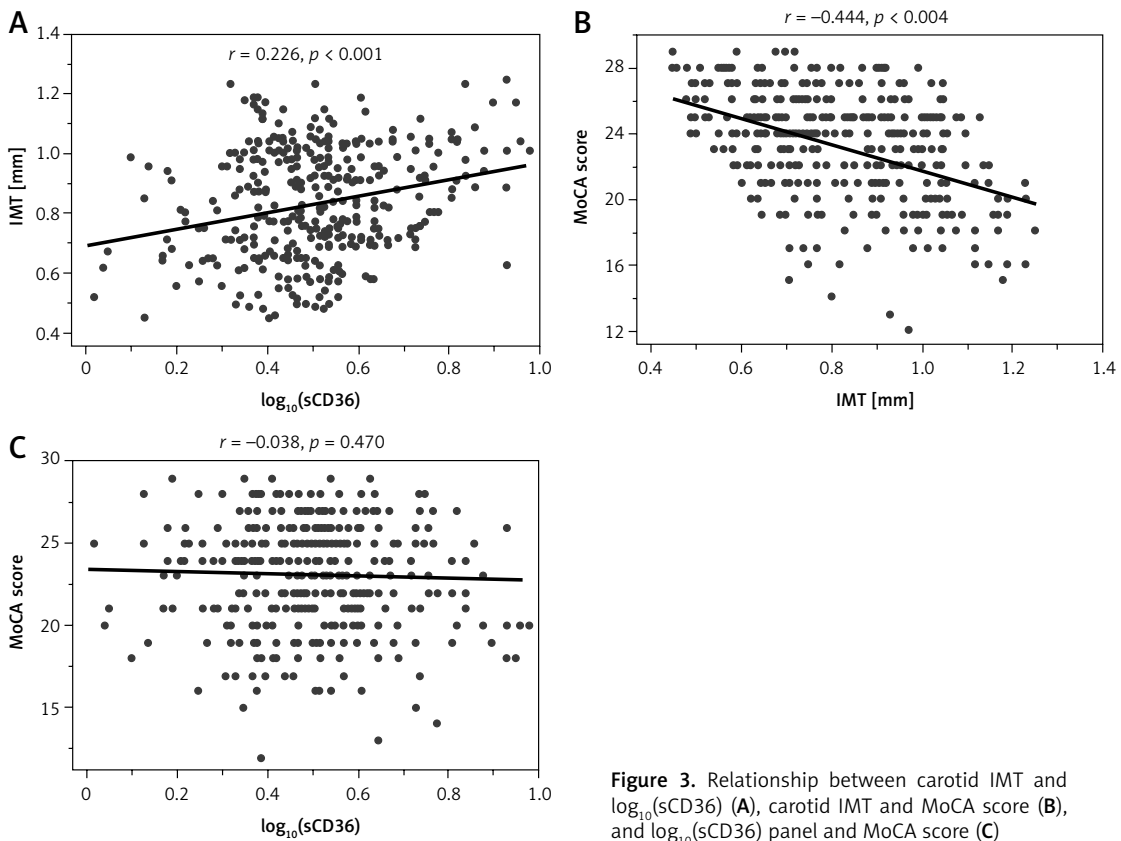 A
r = 0.226, p < 0.001
1.4
1.2
1.0
0.8
0.6
0.4
IMT [mm]
0 0.2 0.4 0.6 0.8 1.0
log₁₀(sCD36)
B
r = –0.444, p < 0.004
28
24
20
16
12
MoCA score
0.4 0.6 0.8 1.0 1.2 1.4
IMT [mm]
C
r = –0.038, p = 0.470
30
25
20
15
MoCA score
0 0.2 0.4 0.6 0.8 1.0
log₁₀(sCD36)
Figure 3. Relationship between carotid IMT and
log₁₀(sCD36) (A), carotid IMT and MoCA score (B),
and log₁₀(sCD36) panel and MoCA score (C)